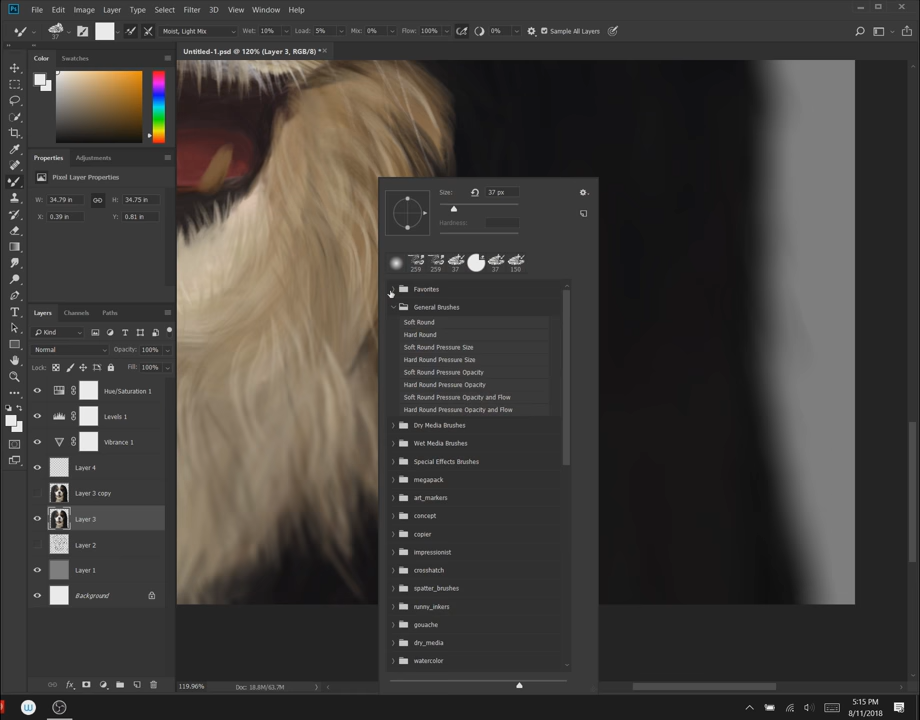 Ps File Edit Image Layer Type Select Filter 3D View Window Help
37 Moist, Light Mix Wet: 10% Load: 5% Mix: 0% Flow: 100% 0% Sample All Layers
Untitled-1.psd @ 120% (Layer 3, RGB/8) *
Color Swatches
Properties Adjustments
Pixel Layer Properties
W: 34.79 in H: 34.75 in
X: 0.39 in Y: 0.81 in
Layers Channels Paths
Kind
Normal Opacity: 100%
Lock: Fill: 100%
Hue/Saturation 1
Levels 1
Vibrance 1
Layer 4
Layer 3 copy
Layer 3
Layer 2
Layer 1
Background
Size: 37 px
Hardness:
259 259 37 37 150
Favorites
General Brushes
Soft Round
Hard Round
Soft Round Pressure Size
Hard Round Pressure Size
Soft Round Pressure Opacity
Hard Round Pressure Opacity
Soft Round Pressure Opacity and Flow
Hard Round Pressure Opacity and Flow
Dry Media Brushes
Wet Media Brushes
Special Effects Brushes
megapack
art_markers
concept
copier
impressionist
crosshatch
spatter_brushes
runny_inkers
gouache
dry_media
watercolor
119.96% Doc: 18.8M/63.7M
5:15 PM
8/11/2018